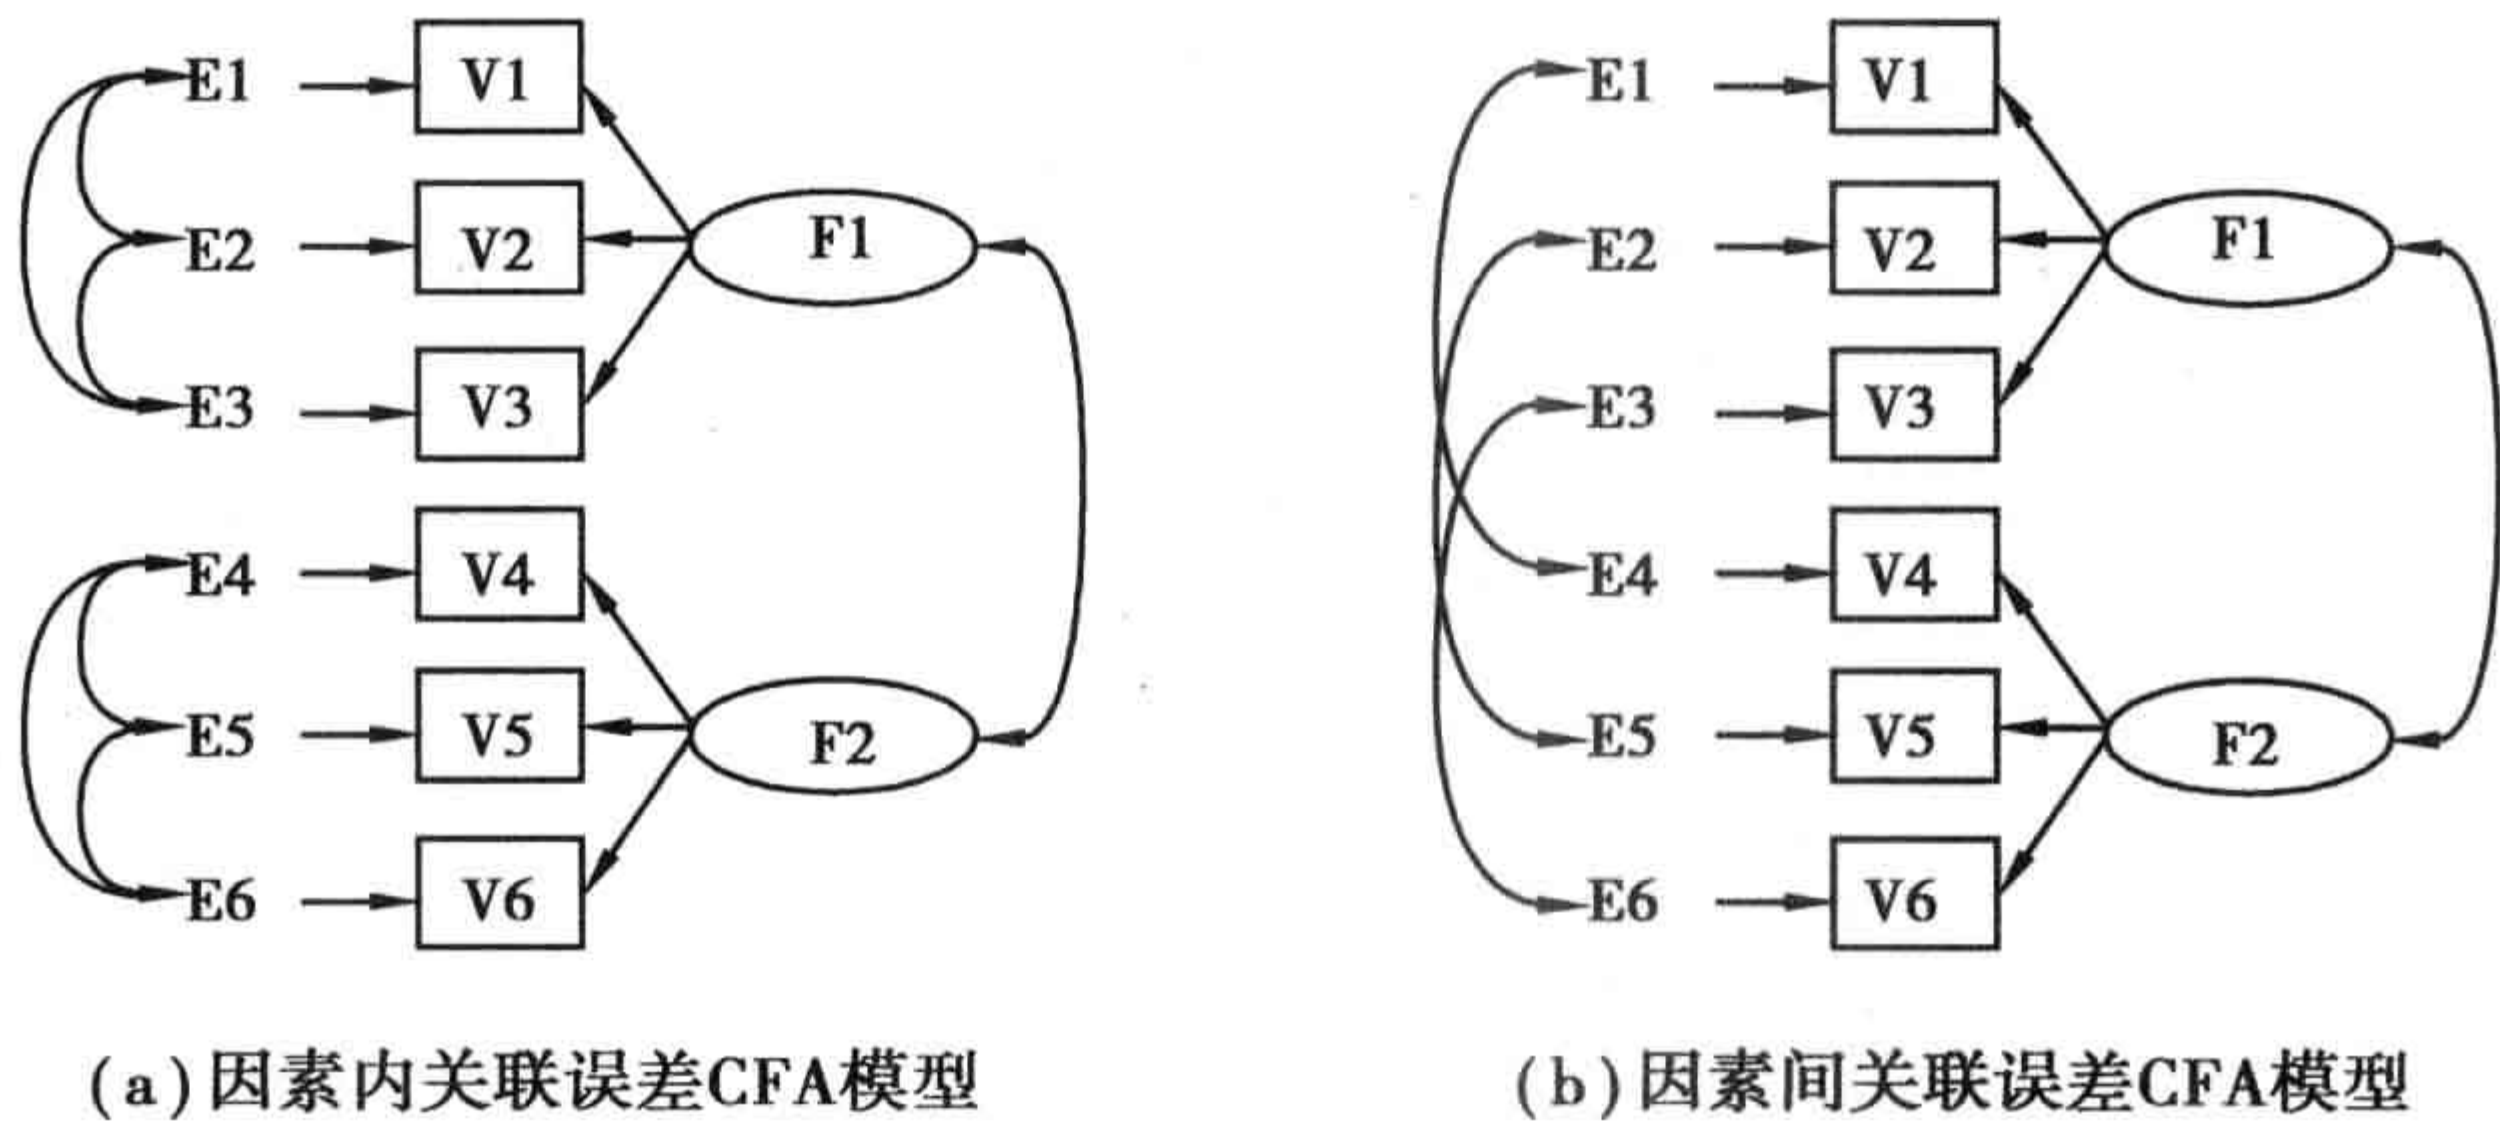 E1 V1 E1 V1
F1 F1
E2 V2 E2 V2
E3 V3 E3 V3
E4 V4 E4 V4
E5 V5 E5 V5
F2 F2
E6 V6 E6 V6
(a)因素内关联误差CFA模型
(b)因素间关联误差CFA模型